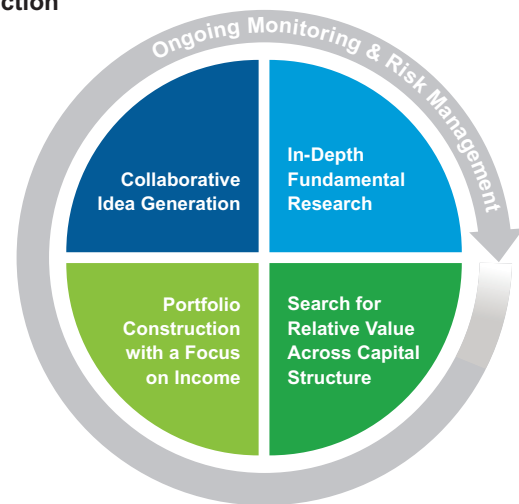 ction
Ongoing Monitoring & Risk Management
Collaborative
Idea Generation
In-Depth
Fundamental
Research
Portfolio
Construction
with a Focus
on Income
Search for
Relative Value
Across Capital
Structure